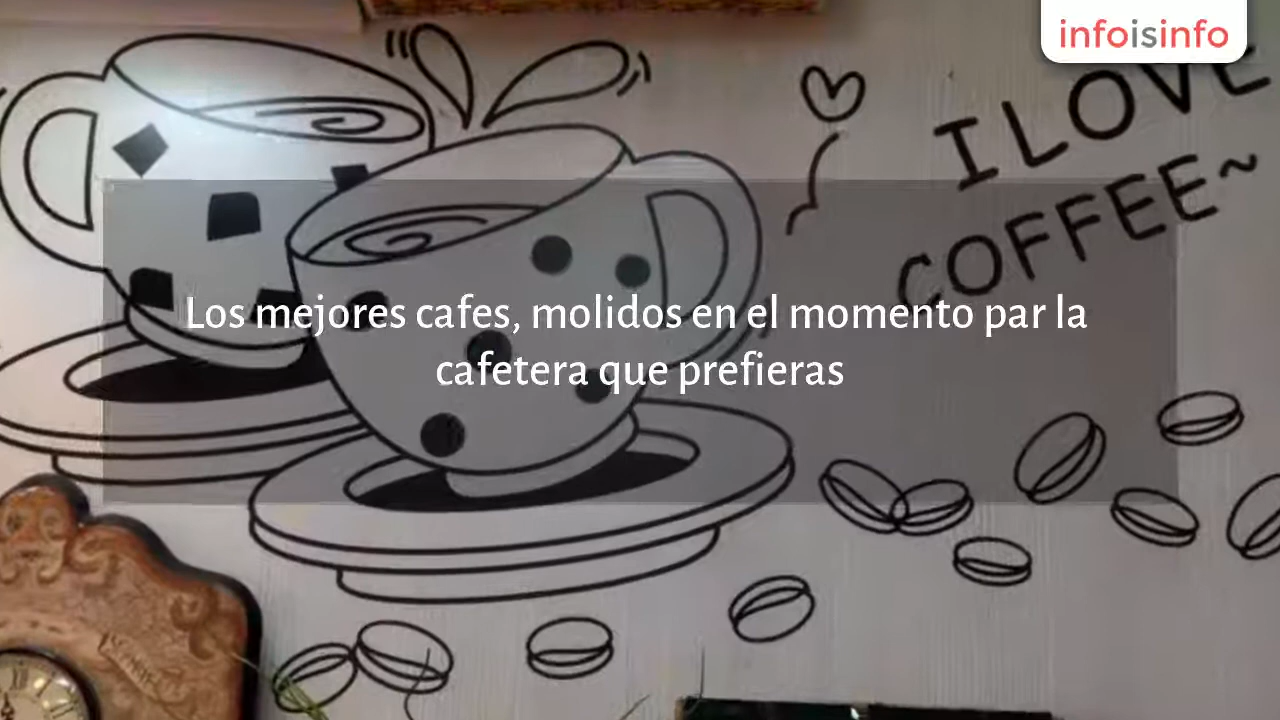 infoisinfo
I LOVE
COFFEE~
Los mejores cafes, molidos en el momento par la
cafetera que prefieras